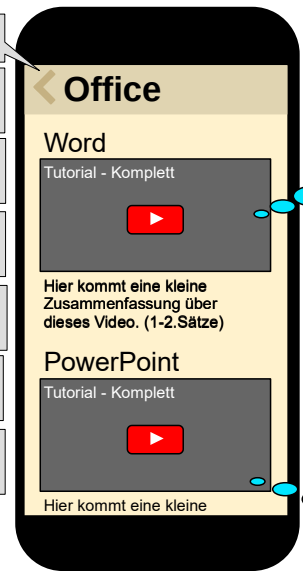 Office
Word
Tutorial - Komplett
Hier kommt eine kleine
Zusammenfassung über
dieses Video. (1-2.Sätze)
PowerPoint
Tutorial - Komplett
Hier kommt eine kleine